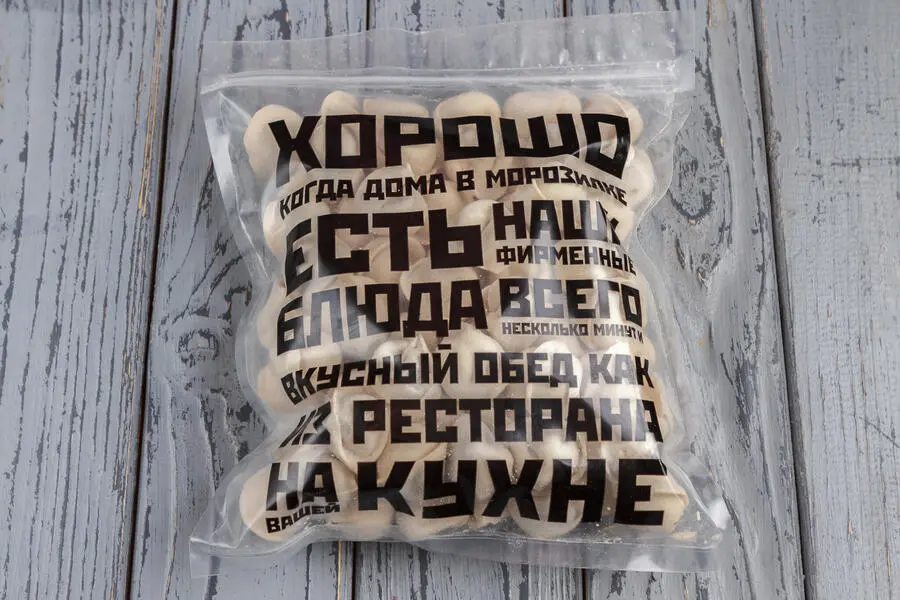 ХОРОШО
КОГДА ДОМА В МОРОЗИЛКЕ
ЕСТЬ НАШИ
ФИРМЕННЫЕ
БЛЮДА ВСЕГО
НЕСКОЛЬКО МИНУТ И
ВКУСНЫЙ ОБЕД КАК
ИЗ РЕСТОРАНА
НА КУХНЕ
ВАШЕЙ